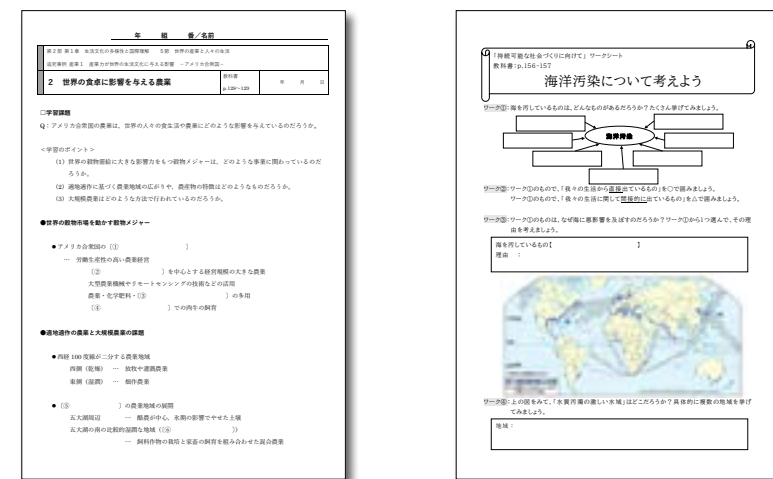 年　組　番／名前
第2部 第1章　生活文化の多様性と国際理解　5節　世界の産業と人々の生活
追究事例 産業1　産業力が世界の生活文化に与える影響　－アメリカ合衆国－
2　世界の食卓に影響を与える農業
教科書
p.128～129
年　月　日
□学習課題
Q：アメリカ合衆国の農業は、世界の人々の食生活や農業にどのような影響を与えているのだろうか。
＜学習のポイント＞
（1）世界の穀物需給に大きな影響力をもつ穀物メジャーは、どのような事業に関わっているのだ
ろうか。
（2）適地適作に基づく農業地域の広がりや、農産物の特徴はどのようなものだろうか。
（3）大規模農業はどのような方法で行われているのだろうか。
●世界の穀物市場を動かす穀物メジャー
●アメリカ合衆国の〔①　　　〕
… 労働生産性の高い農業経営
〔②　　　〕を中心とする経営規模の大きな農業
大型農業機械やリモートセンシングの技術などの活用
農薬・化学肥料・〔③　　　〕の多用
〔④　　　〕での肉牛の飼育
●適地適作の農業と大規模農業の課題
●西経 100 度線が二分する農業地域
西側（乾燥） … 放牧や灌漑農業
東側（湿潤） … 畑作農業
●〔⑤　　　〕の農業地域の展開
五大湖周辺　… 酪農が中心、氷期の影響でやせた土壌
五大湖の南の比較的湿潤な地域（〔⑥　　　〕）
… 飼料作物の栽培と家畜の飼育を組み合わせた混合農業
「持続可能な社会づくりに向けて」ワークシート
教科書：p.156-157
海洋汚染について考えよう
ワーク①：海を汚しているものは、どんなものがあるだろうか？たくさん挙げてみましょう。
海洋汚染
ワーク②：ワーク①のもので、「我々の生活から直接出ているもの」を○で囲みましょう。
ワーク①のもので、「我々の生活に関して間接的に出ているもの」を△で囲みましょう。
ワーク③：ワーク①のものは、なぜ海に悪影響を及ぼすのだろうか？ワーク①から1つ選んで、その理
由を考えましょう。
海を汚しているもの【　　　】
理由　：
ワーク④：上の図をみて、「水質汚濁の激しい水域」はどこだろうか？具体的に複数の地域を挙げ
てみましょう。
地域：